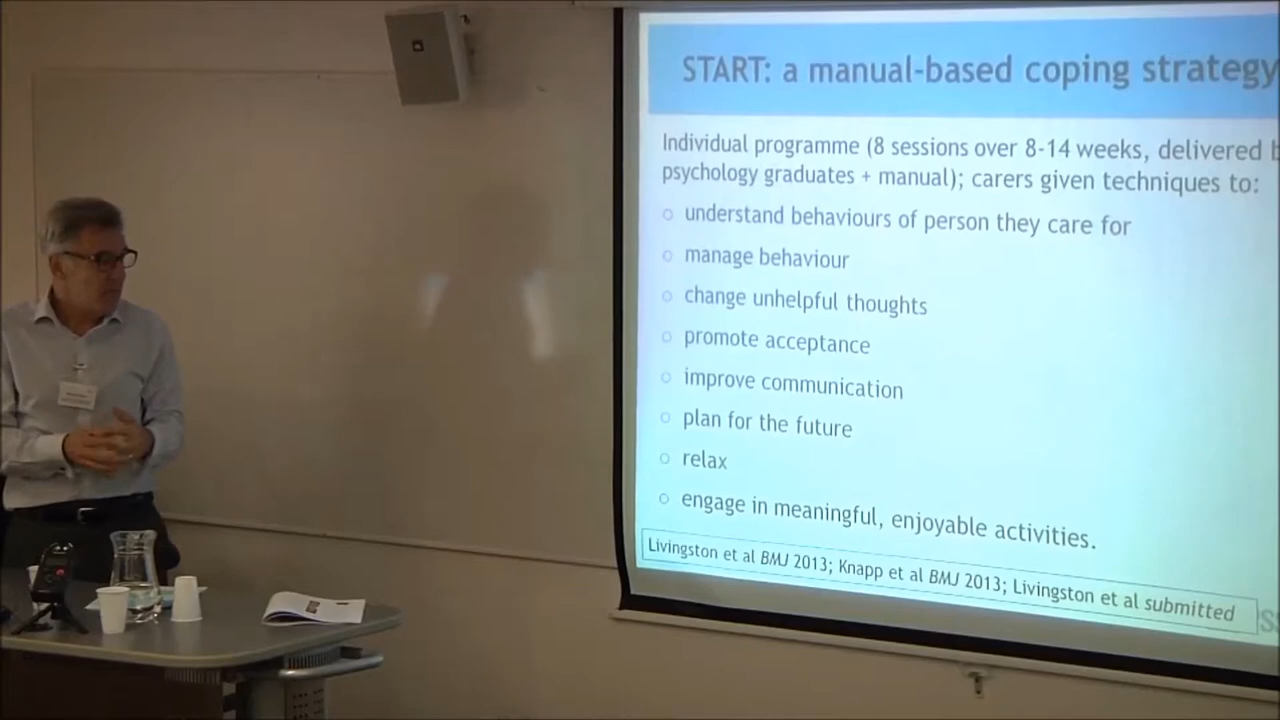 START: a manual-based coping strategy
Individual programme (8 sessions over 8-14 weeks, delivered
psychology graduates + manual); carers given techniques to:
○ understand behaviours of person they care for
○ manage behaviour
○ change unhelpful thoughts
○ promote acceptance
○ improve communication
○ plan for the future
○ relax
○ engage in meaningful, enjoyable activities.
Livingston et al BMJ 2013; Knapp et al BMJ 2013; Livingston et al submitted